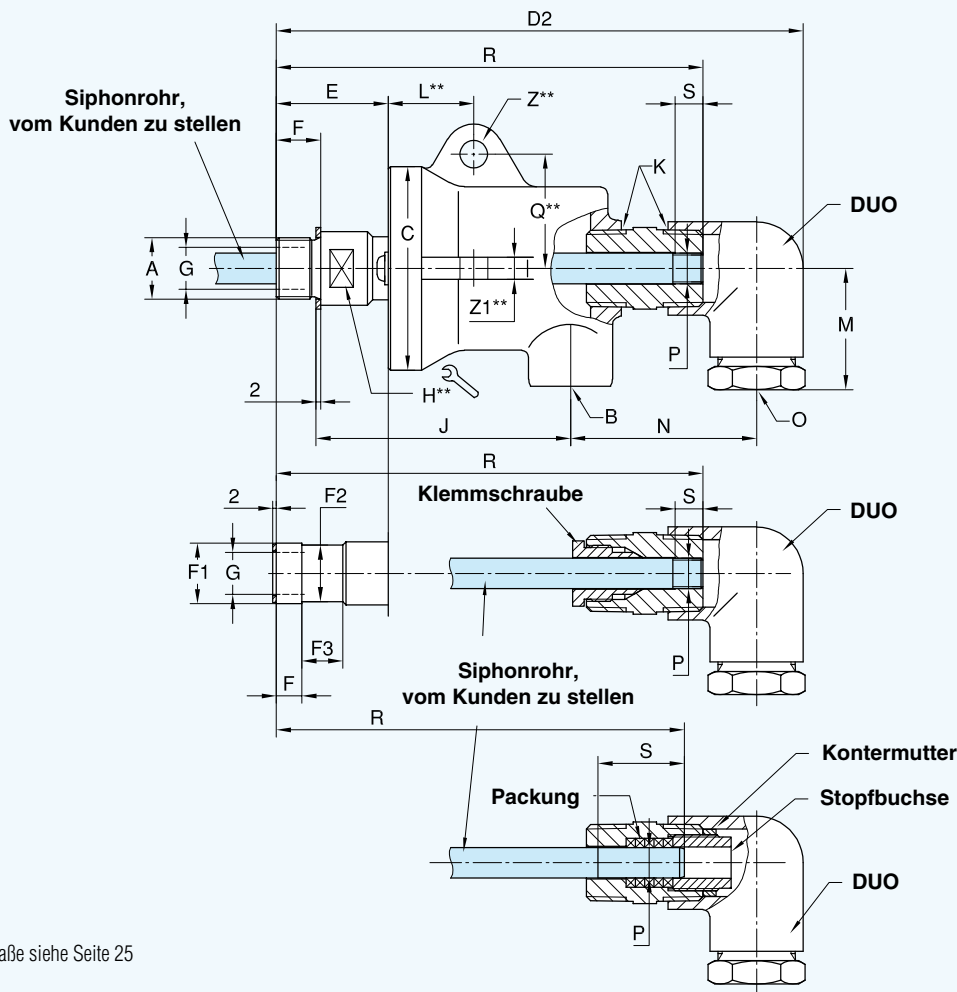 D2
R
Siphonrohr,
vom Kunden zu stellen
E
L**
Z**
S
F
K
DUO
Q**
A
G
C
Z1**
M
P
2
H**
B
O
J
N
R
2
F2
Klemmschraube
S
DUO
F1
G
F3
P
F
Siphonrohr,
vom Kunden zu stellen
R
S
Kontermutter
Packung
Stopfbuchse
DUO
P
aße siehe Seite 25